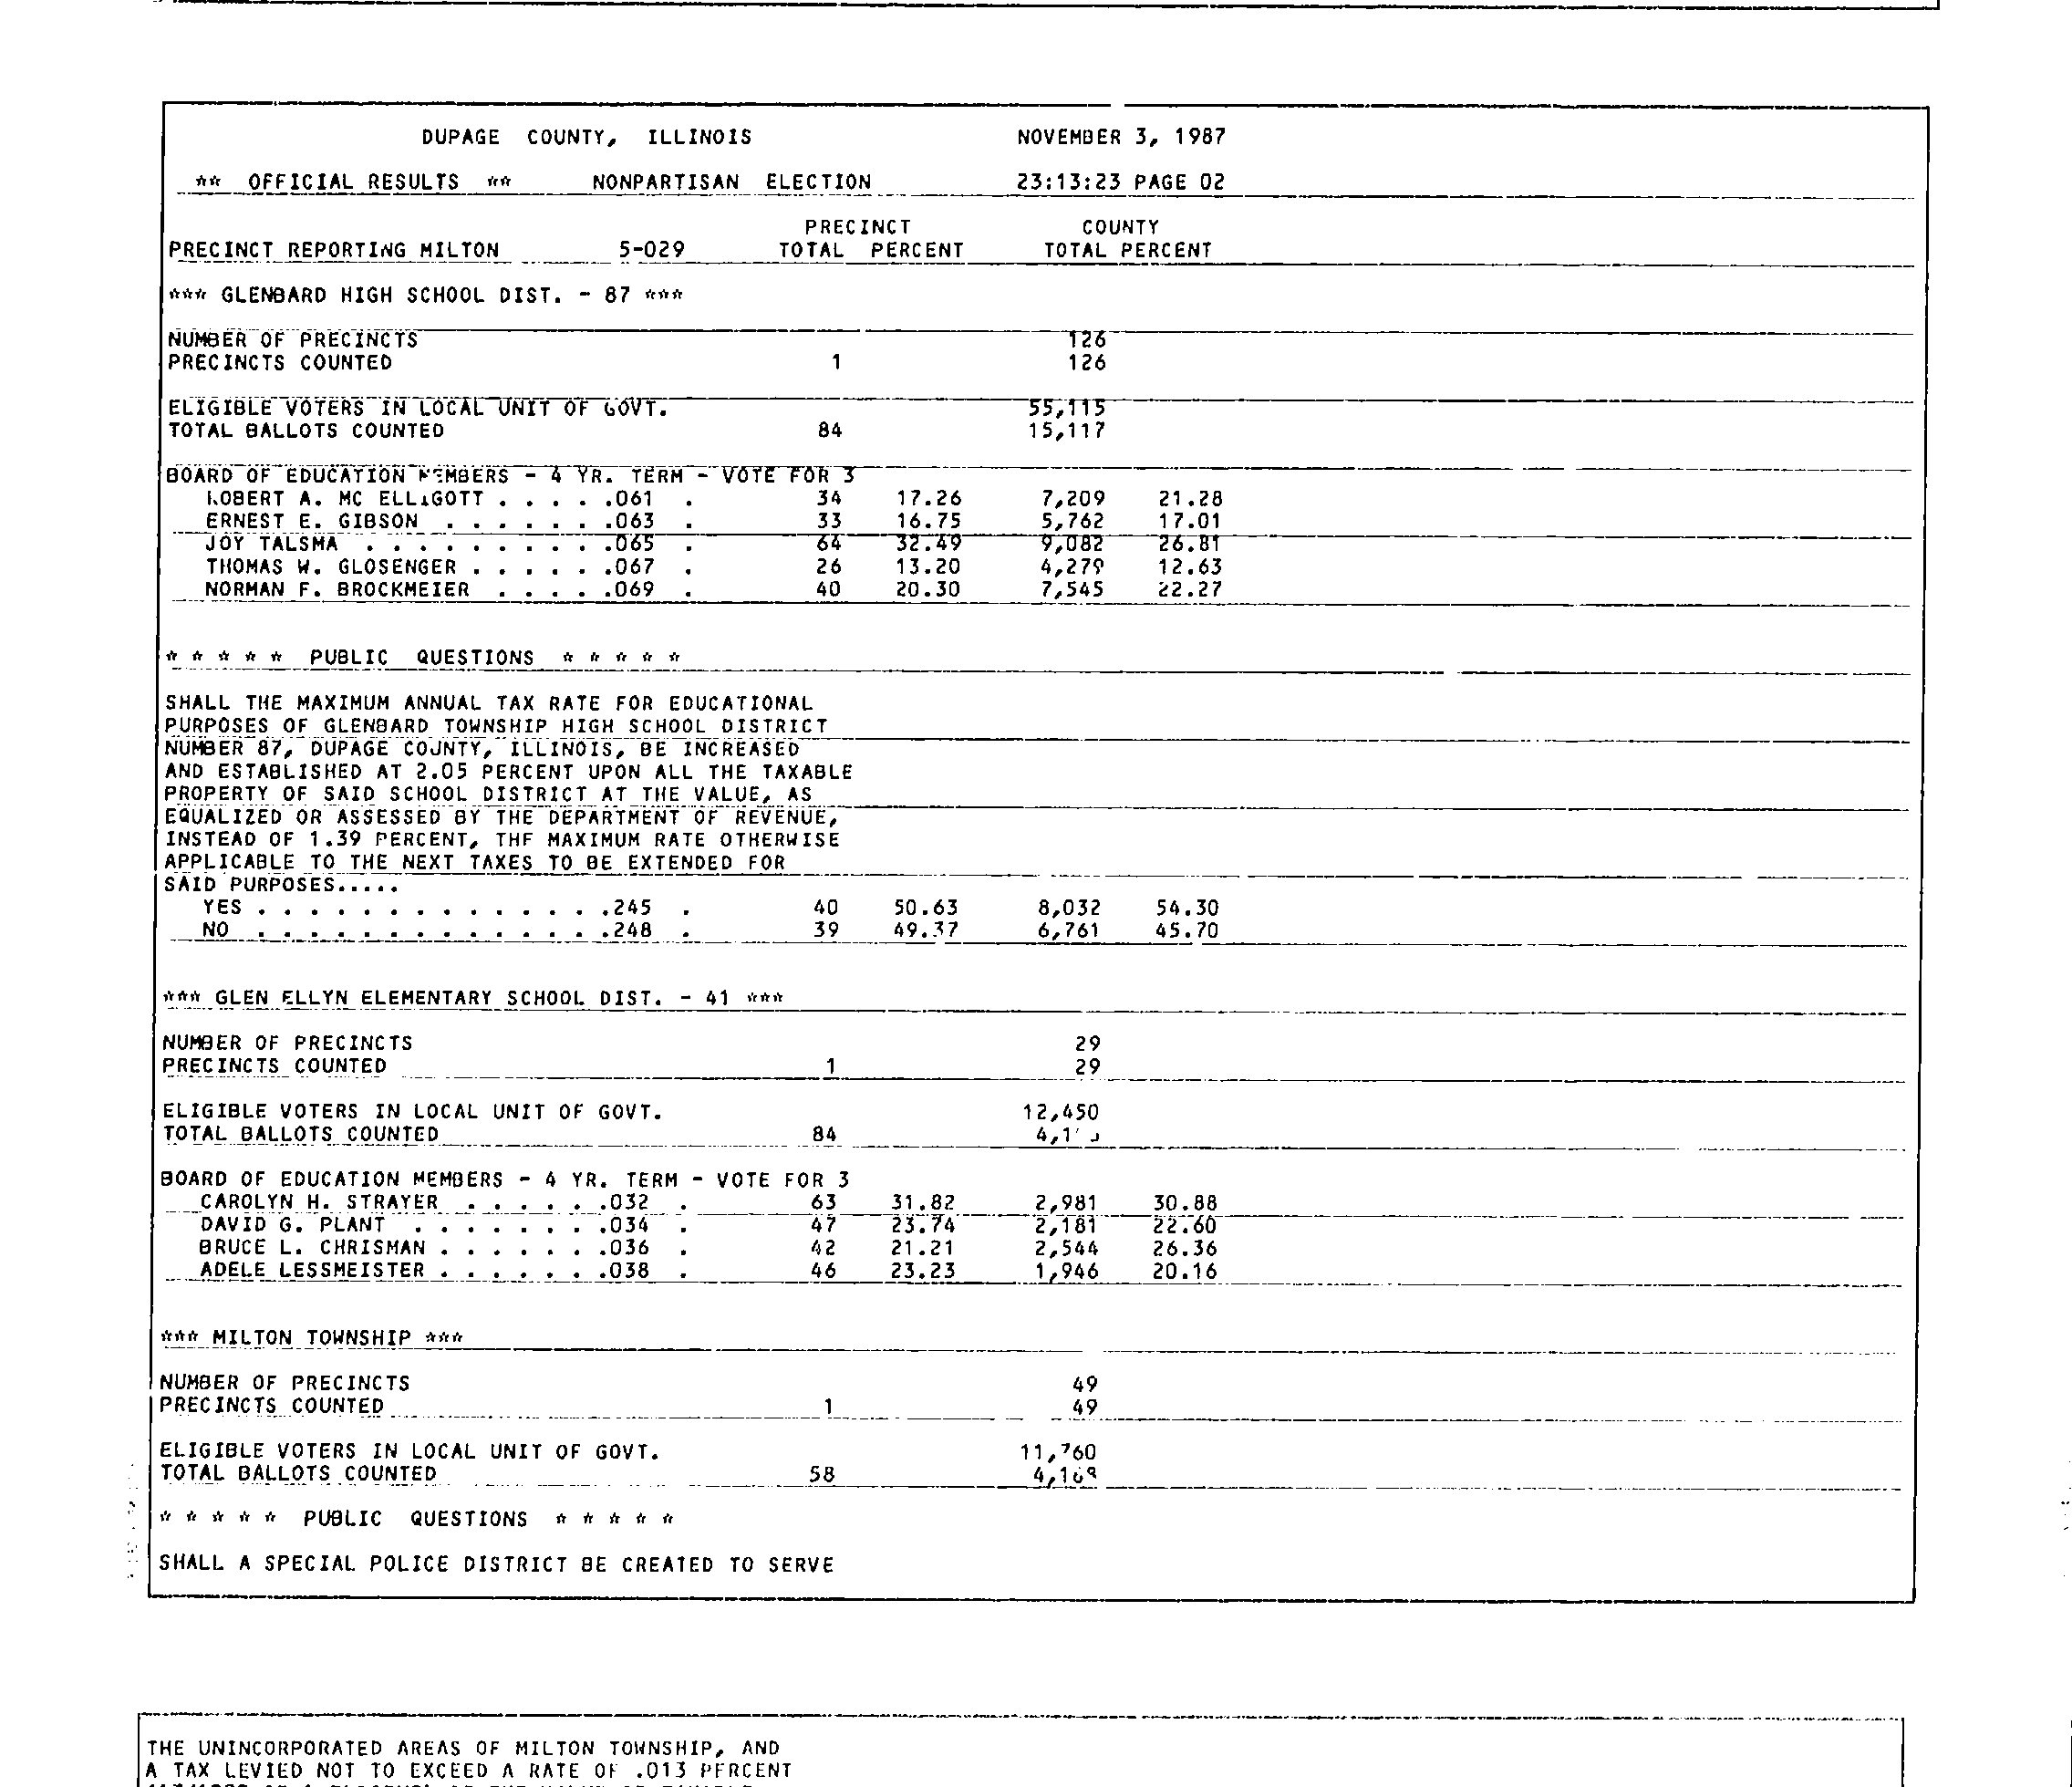 DUPAGE COUNTY, ILLINOIS NOVEMBER 3, 1987
** OFFICIAL RESULTS ** NONPARTISAN ELECTION 23:13:23 PAGE 02
PRECINCT COUNTY
PRECINCT REPORTING MILTON 5-029 TOTAL PERCENT TOTAL PERCENT
*** GLENBARD HIGH SCHOOL DIST. - 87 ***
NUMBER OF PRECINCTS 126
PRECINCTS COUNTED 1 126
ELIGIBLE VOTERS IN LOCAL UNIT OF GOVT. 55,115
TOTAL BALLOTS COUNTED 84 15,117
BOARD OF EDUCATION MEMBERS - 4 YR. TERM - VOTE FOR 3
ROBERT A. MC ELLIGOTT . . . . .061 . 34 17.26 7,209 21.28
ERNEST E. GIBSON . . . . . . .063 . 33 16.75 5,762 17.01
JOY TALSMA . . . . . . . . . .065 . 64 32.49 9,082 26.81
THOMAS W. GLOSENGER . . . . . .067 . 26 13.20 4,279 12.63
NORMAN F. BROCKMEIER . . . . .069 . 40 20.30 7,545 22.27
* * * * * PUBLIC QUESTIONS * * * * *
SHALL THE MAXIMUM ANNUAL TAX RATE FOR EDUCATIONAL
PURPOSES OF GLENBARD TOWNSHIP HIGH SCHOOL DISTRICT
NUMBER 87, DUPAGE COUNTY, ILLINOIS, BE INCREASED
AND ESTABLISHED AT 2.05 PERCENT UPON ALL THE TAXABLE
PROPERTY OF SAID SCHOOL DISTRICT AT THE VALUE, AS
EQUALIZED OR ASSESSED BY THE DEPARTMENT OF REVENUE,
INSTEAD OF 1.39 PERCENT, THE MAXIMUM RATE OTHERWISE
APPLICABLE TO THE NEXT TAXES TO BE EXTENDED FOR
SAID PURPOSES.....
YES . . . . . . . . . . . . . .245 . 40 50.63 8,032 54.30
NO . . . . . . . . . . . . . .248 . 39 49.37 6,761 45.70
*** GLEN ELLYN ELEMENTARY SCHOOL DIST. - 41 ***
NUMBER OF PRECINCTS 29
PRECINCTS COUNTED 1 29
ELIGIBLE VOTERS IN LOCAL UNIT OF GOVT. 12,450
TOTAL BALLOTS COUNTED 84
BOARD OF EDUCATION MEMBERS - 4 YR. TERM - VOTE FOR 3
CAROLYN H. STRAYER . . . . . .032 . 63 31.82 2,981 30.88
DAVID G. PLANT . . . . . . . .034 . 47 23.74 2,181 22.60
BRUCE L. CHRISMAN . . . . . . .036 . 42 21.21 2,544 26.36
ADELE LESSMEISTER . . . . . . .038 . 46 23.23 1,946 20.16
*** MILTON TOWNSHIP ***
NUMBER OF PRECINCTS 49
PRECINCTS COUNTED 1 49
ELIGIBLE VOTERS IN LOCAL UNIT OF GOVT. 11,760
TOTAL BALLOTS COUNTED 58
* * * * * PUBLIC QUESTIONS * * * * *
SHALL A SPECIAL POLICE DISTRICT BE CREATED TO SERVE
THE UNINCORPORATED AREAS OF MILTON TOWNSHIP, AND
A TAX LEVIED NOT TO EXCEED A RATE OF .013 PERCENT